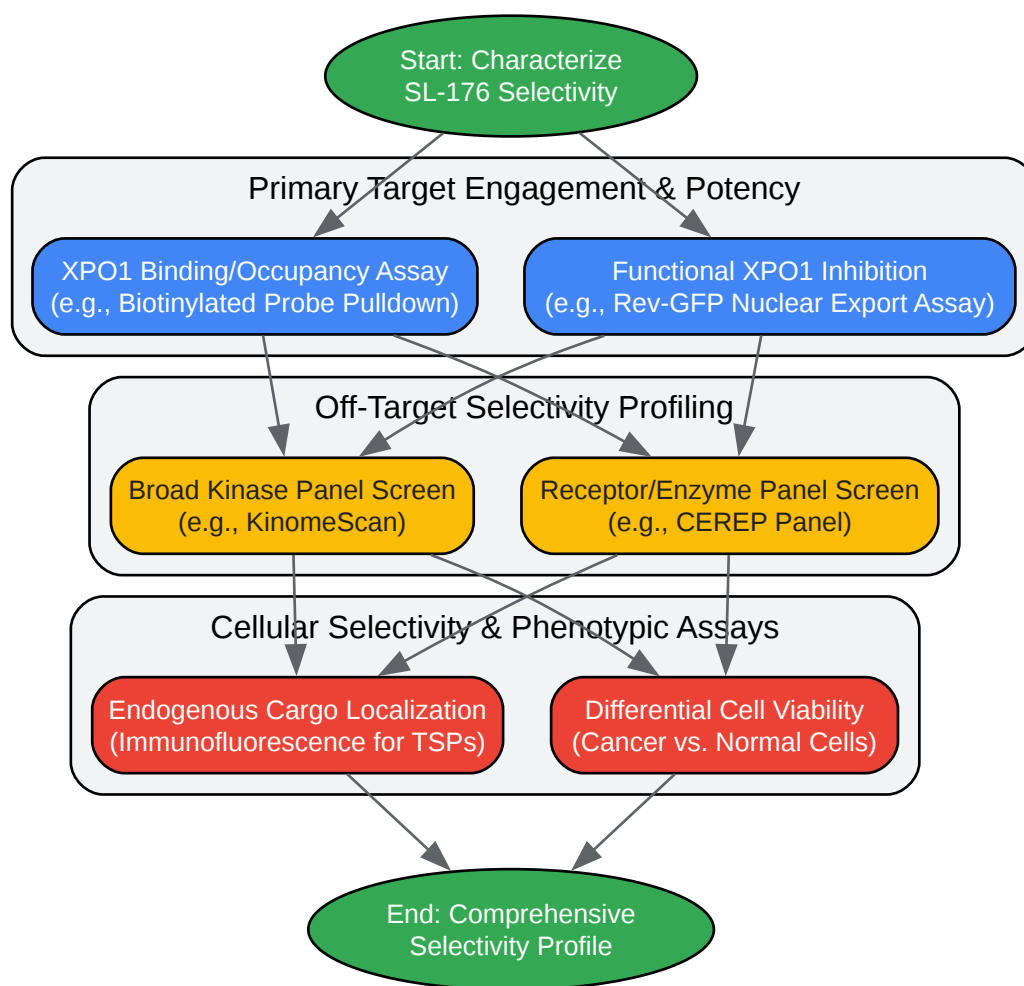 Start: Characterize
SL-176 Selectivity
Primary Target Engagement & Potency
XPO1 Binding/Occupancy Assay
(e.g., Biotinylated Probe Pulldown)
Functional XPO1 Inhibition
(e.g., Rev-GFP Nuclear Export Assay)
Off-Target Selectivity Profiling
Broad Kinase Panel Screen
(e.g., KinomeScan)
Receptor/Enzyme Panel Screen
(e.g., CEREP Panel)
Cellular Selectivity & Phenotypic Assays
Endogenous Cargo Localization
(Immunofluorescence for TSPs)
Differential Cell Viability
(Cancer vs. Normal Cells)
End: Comprehensive
Selectivity Profile